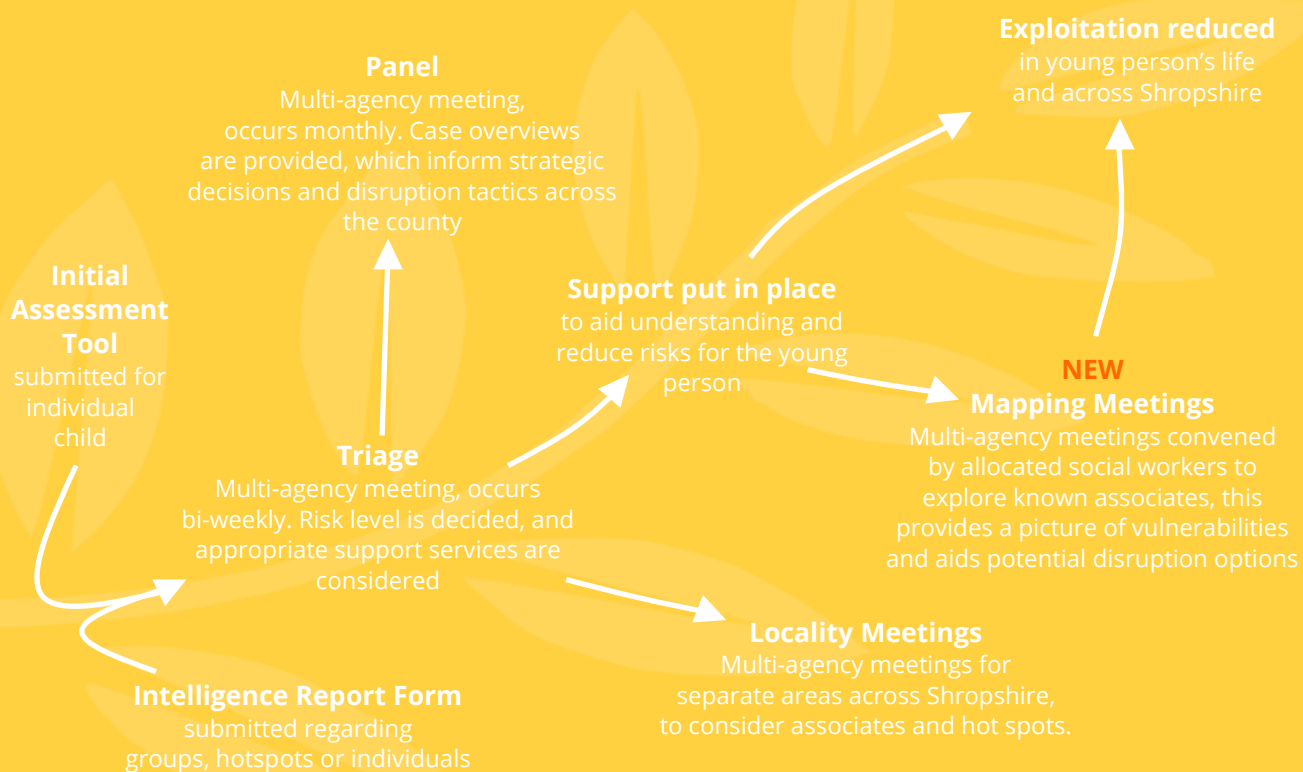 Exploitation reduced
in young person's life
and across Shropshire
Panel
Multi-agency meeting,
occurs monthly. Case overviews
are provided, which inform strategic
decisions and disruption tactics across
the county
Initial
Assessment
Tool
submitted for
individual
child
Support put in place
to aid understanding and
reduce risks for the young
person
NEW
Mapping Meetings
Multi-agency meetings convened
by allocated social workers to
explore known associates, this
provides a picture of vulnerabilities
and aids potential disruption options
Triage
Multi-agency meeting, occurs
bi-weekly. Risk level is decided, and
appropriate support services are
considered
Locality Meetings
Multi-agency meetings for
separate areas across Shropshire,
to consider associates and hot spots.
Intelligence Report Form
submitted regarding
groups, hotspots or individuals